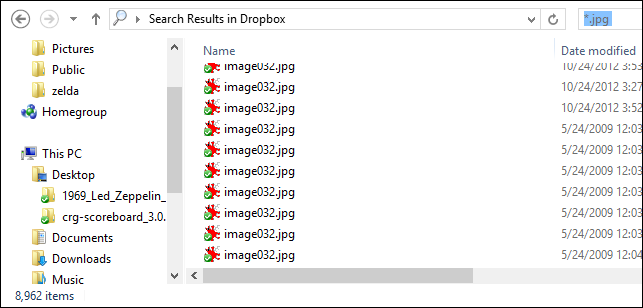 Search Results in Dropbox
*.jpg
Pictures
Public
zelda
Homegroup
This PC
Desktop
1969_Led_Zeppelin_
crg-scoreboard_3.0.
Documents
Downloads
Music
Name Date modified
image032.jpg 10/24/2012 3:53
image032.jpg 10/24/2012 3:27
image032.jpg 10/24/2012 3:52
image032.jpg 5/24/2009 12:03
image032.jpg 5/24/2009 12:03
image032.jpg 5/24/2009 12:03
image032.jpg 5/24/2009 12:03
image032.jpg 5/24/2009 12:03
image032.jpg 5/24/2009 12:03
image032.jpg 5/24/2009 12:04
8,962 items